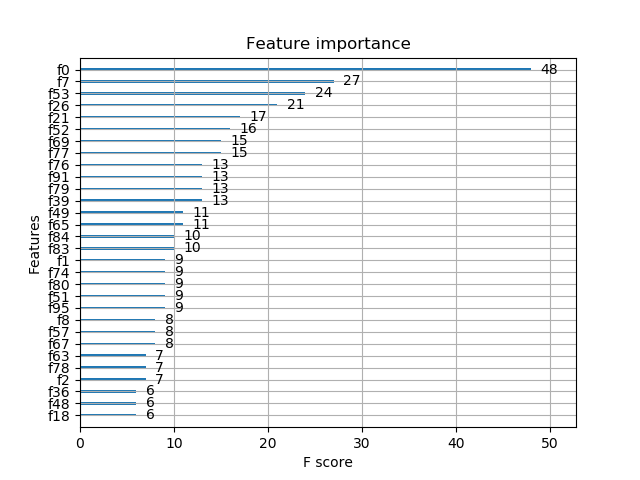 Feature importance
f0 48
f7 27
f53 24
f26 21
f21 17
f52 16
f69 15
f77 15
f76 13
f91 13
f79 13
f39 13
f49 11
f65 11
f84 10
f83 10
f1 9
f74 9
f80 9
f51 9
f95 9
f8 8
f57 8
f67 8
f63 7
f78 7
f2 7
f36 6
f48 6
f18 6
Features
0 10 20 30 40 50
F score